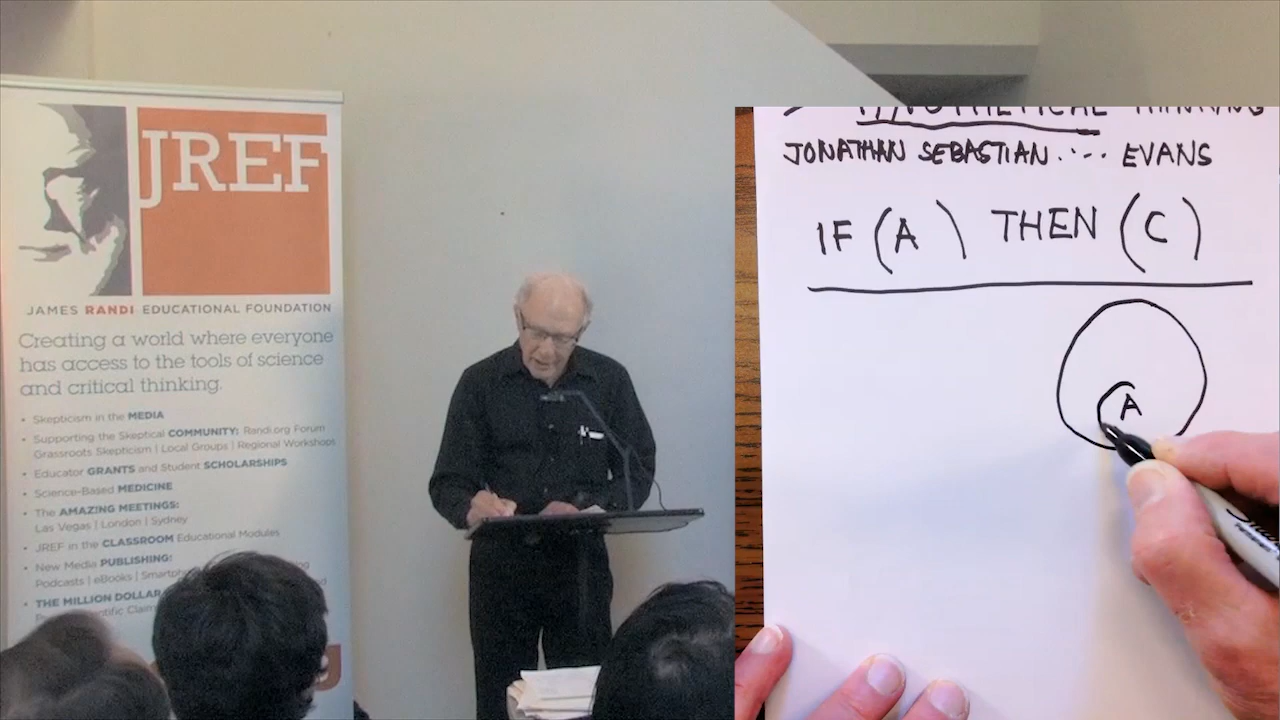 JREF
JAMES RANDI EDUCATIONAL FOUNDATION
Creating a world where everyone
has access to the tools of science
and critical thinking.
• Skepticism in the MEDIA
• Supporting the Skeptical COMMUNITY: Randi.org Forum
Grassroots Skepticism | Local Groups | Regional Workshops
• Educator GRANTS and Student SCHOLARSHIPS
• Science-Based MEDICINE
• The AMAZING MEETINGS:
Las Vegas | London | Sydney
• JREF in the CLASSROOM Educational Modules
• New Media PUBLISHING:
Podcasts | eBooks |
• THE MILLION DOLLAR
THINKING
JONATHAN SEBASTIAN.... EVANS
IF (A) THEN (C)
A